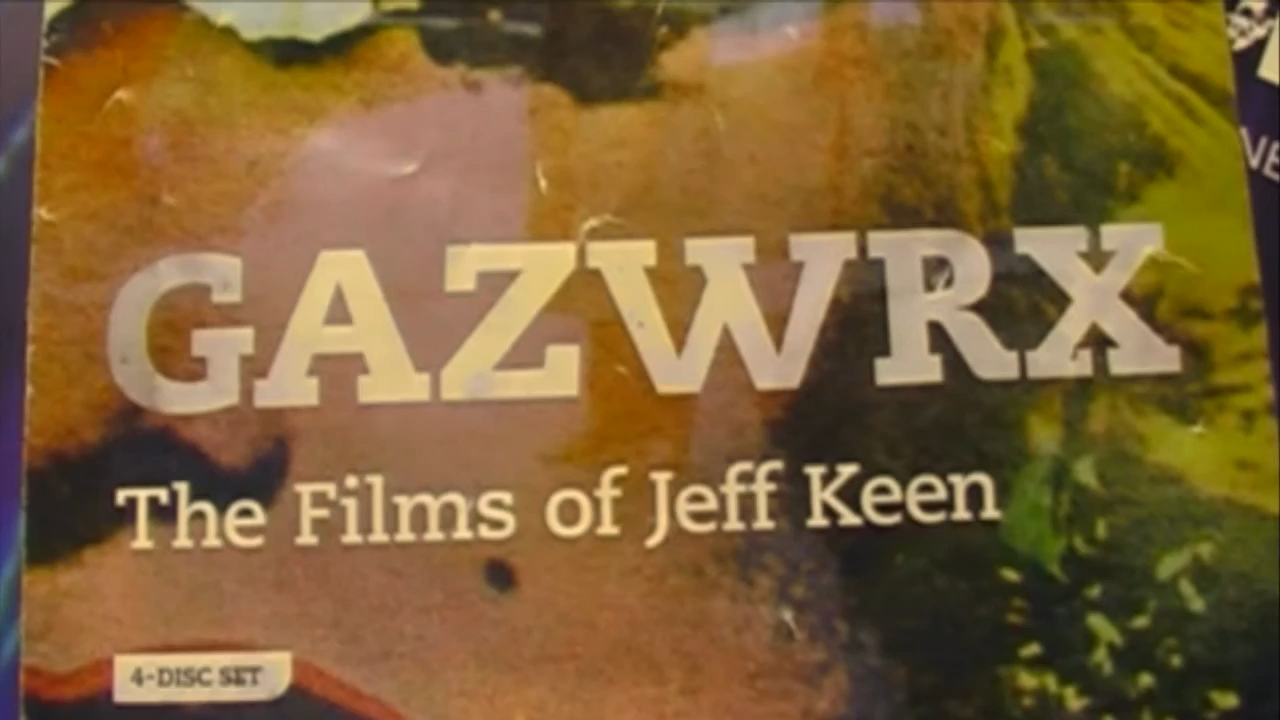 GAZWRX
The Films of Jeff Keen
4-DISC SET